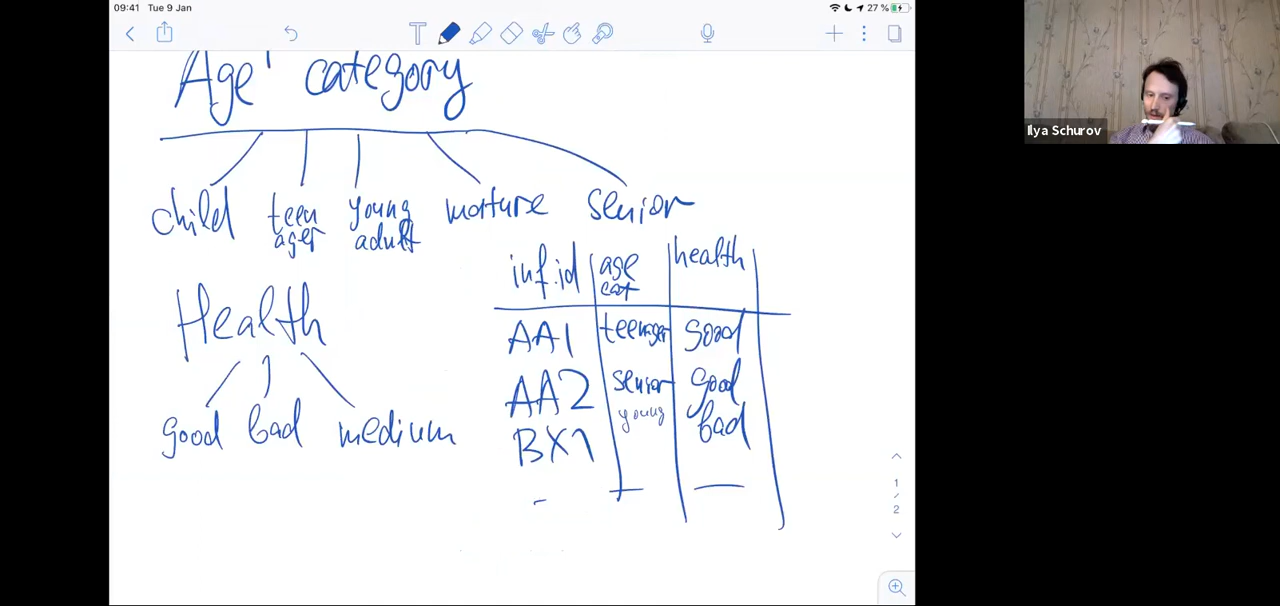 09:41 Tue 9 Jan
27 %
T
Age category
child teen ager young adult mature senior
Health
good bad medium
inf.id age cat health
AA1 teenager good
AA2 senior good
BX1 young bad
1 / 2
Ilya Schurov